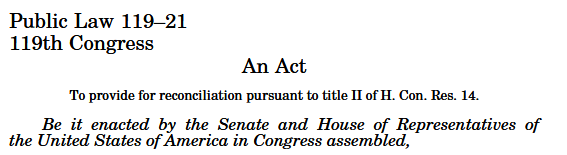 Public Law 119–21
119th Congress
An Act
To provide for reconciliation pursuant to title II of H. Con. Res. 14.
Be it enacted by the Senate and House of Representatives of
the United States of America in Congress assembled,